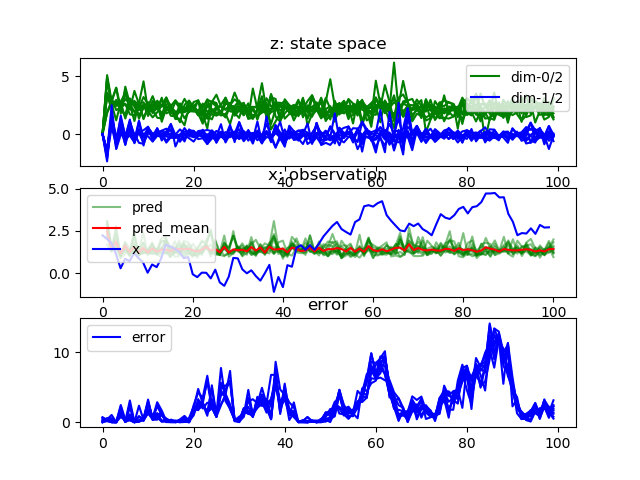 z: state space
5
0
dim-0/2
dim-1/2
0 20 40 60 80 100
x: observation
5.0
2.5
0.0
pred
pred_mean
x
0 20 40 60 80 100
error
10
0
error
0 20 40 60 80 100